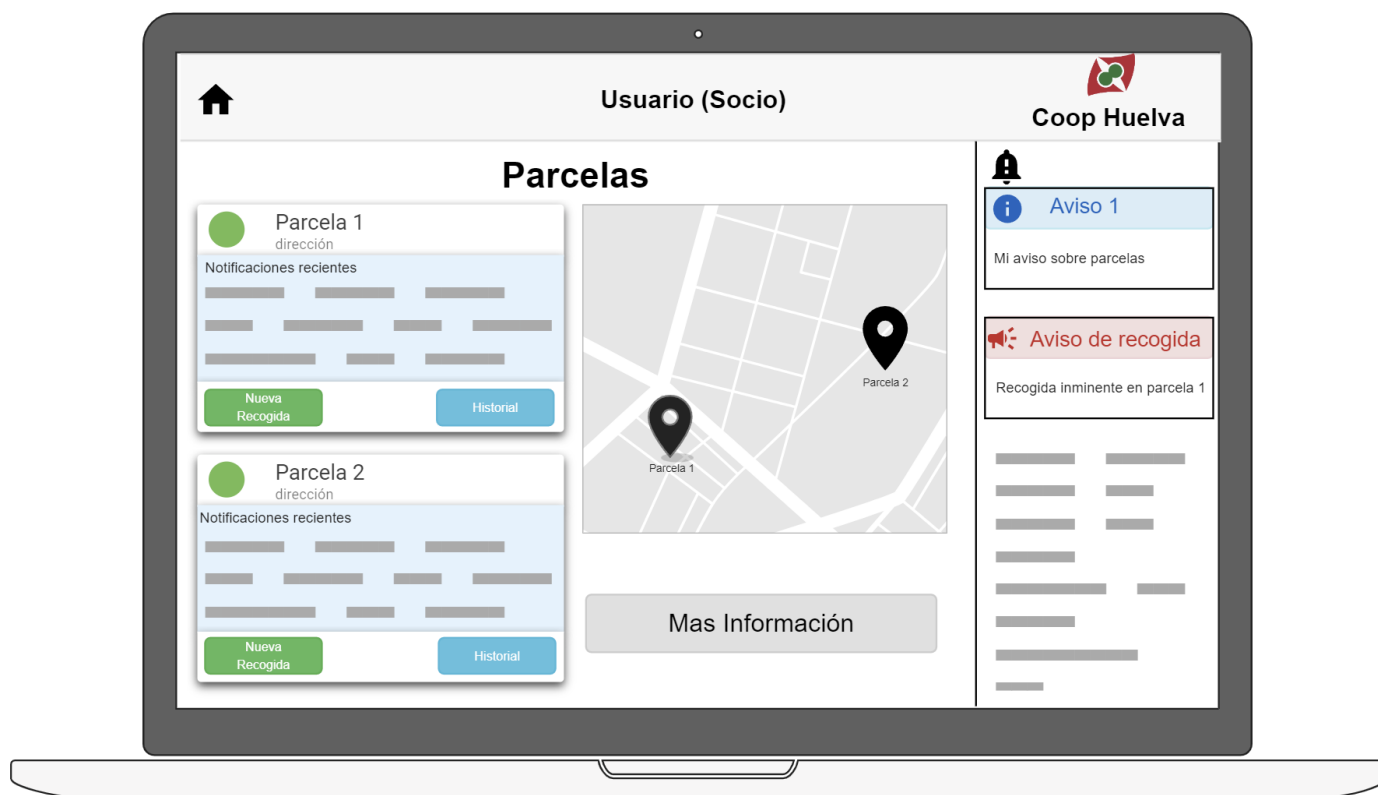 Usuario (Socio)
Coop Huelva
Parcelas
Parcela 1
dirección
Notificaciones recientes
Nueva
Recogida
Historial
Parcela 2
dirección
Notificaciones recientes
Nueva
Recogida
Historial
Parcela 2
Parcela 1
Mas Información
Aviso 1
Mi aviso sobre parcelas
Aviso de recogida
Recogida inminente en parcela 1